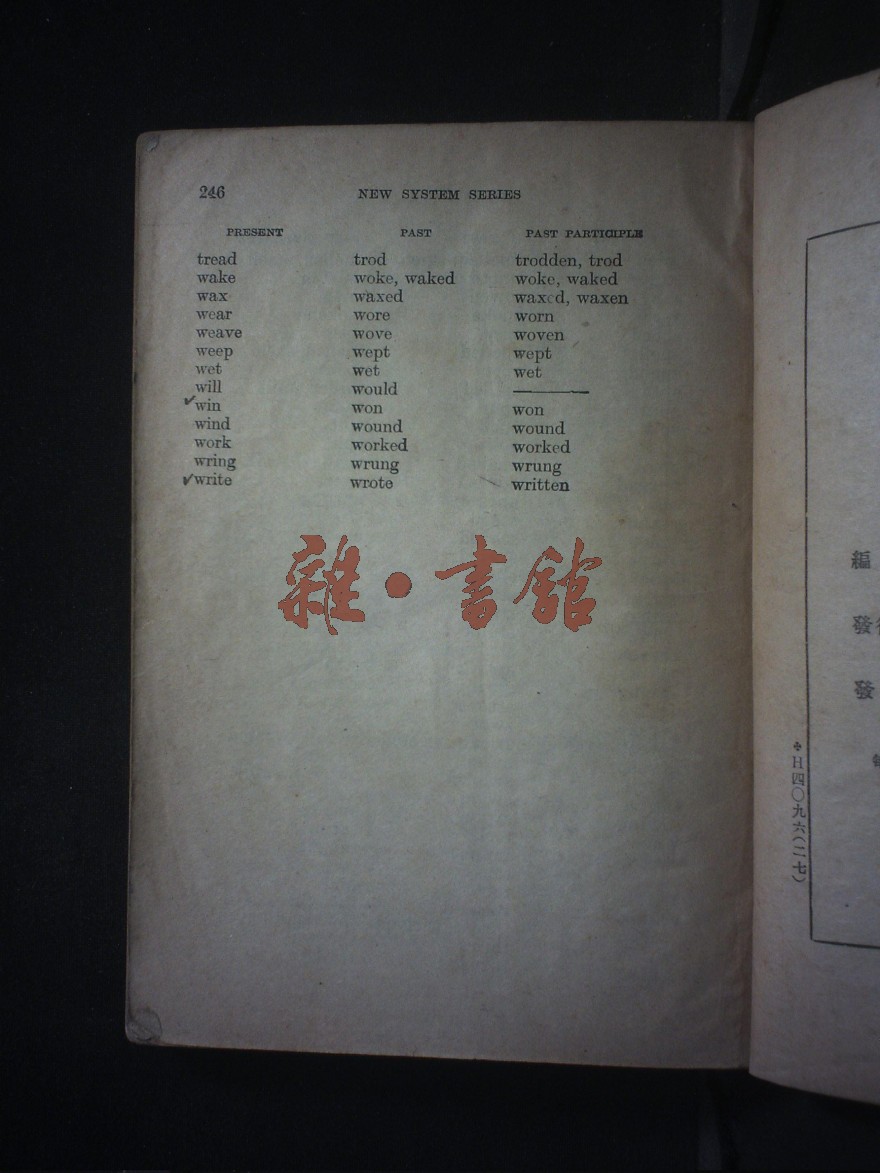 246 NEW SYSTEM SERIES
PRESENT PAST PAST PARTICIPLE
tread trod trodden, trod
wake woke, waked woke, waked
wax waxed waxed, waxen
wear wore worn
weave wove woven
weep wept wept
wet wet wet
will would ———
win won won
wind wound wound
work worked worked
wring wrung wrung
write wrote written
雜·書館
編
發行
發
H四〇九六(二七)